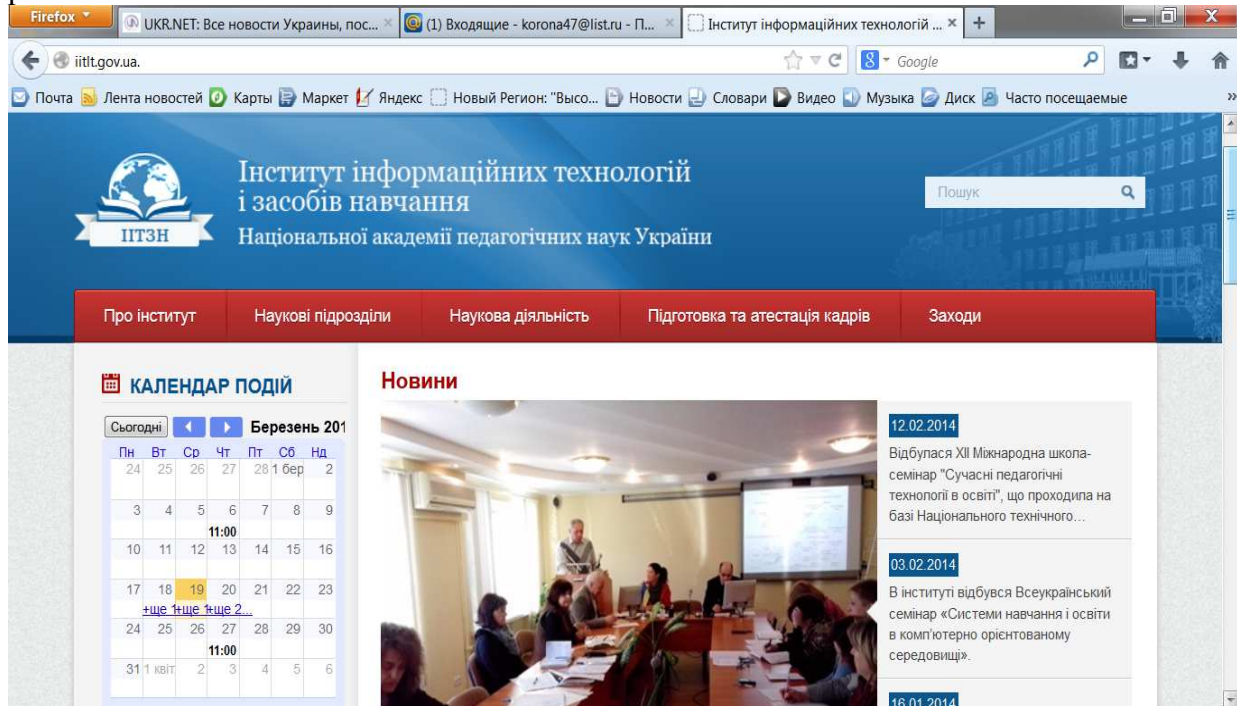 Firefox
UKR.NET: Все новости Украины, пос...
(1) Входящие - korona47@list.ru - П...
Інститут інформаційних технологій ...
iitlt.gov.ua.
Google
Почта
Лента новостей
Карты
Маркет
Яндекс
Новый Регион: "Высо...
Новости
Словари
Видео
Музыка
Диск
Часто посещаемые
ІІТЗН
Інститут інформаційних технологій
і засобів навчання
Національної академії педагогічних наук України
Пошук
Про інститут
Наукові підрозділи
Наукова діяльність
Підготовка та атестація кадрів
Заходи
КАЛЕНДАР ПОДІЙ
Сьогодні
Березень 201
Пн Вт Ср Чт Пт Сб Нд
24 25 26 27 28 1 бер 2
3 4 5 6 7 8 9
11:00
10 11 12 13 14 15 16
17 18 19 20 21 22 23
+ще 1+ще 1+ще 2...
24 25 26 27 28 29 30
11:00
31 1 квіт 2 3 4 5 6
Новини
12.02.2014
Відбулася XII Міжнародна школа-
семінар "Сучасні педагогічні
технології в освіті", що проходила на
базі Національного технічного...
03.02.2014
В інституті відбувся Всеукраїнський
семінар «Системи навчання і освіти
в комп'ютерно орієнтованому
середовищі».
16.01.2014